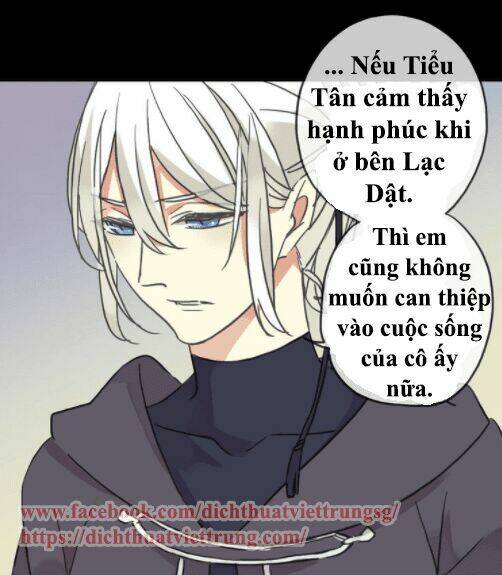 ... Nếu Tiểu
Tân cảm thấy
hạnh phúc khi
ở bên Lạc
Dật.
Thì em
cũng không
muốn can thiệp
vào cuộc sống
của cô ấy
nữa.
www.facebook.com/dichthuatviettrungsg/
https://dichthuatviettrung.com/